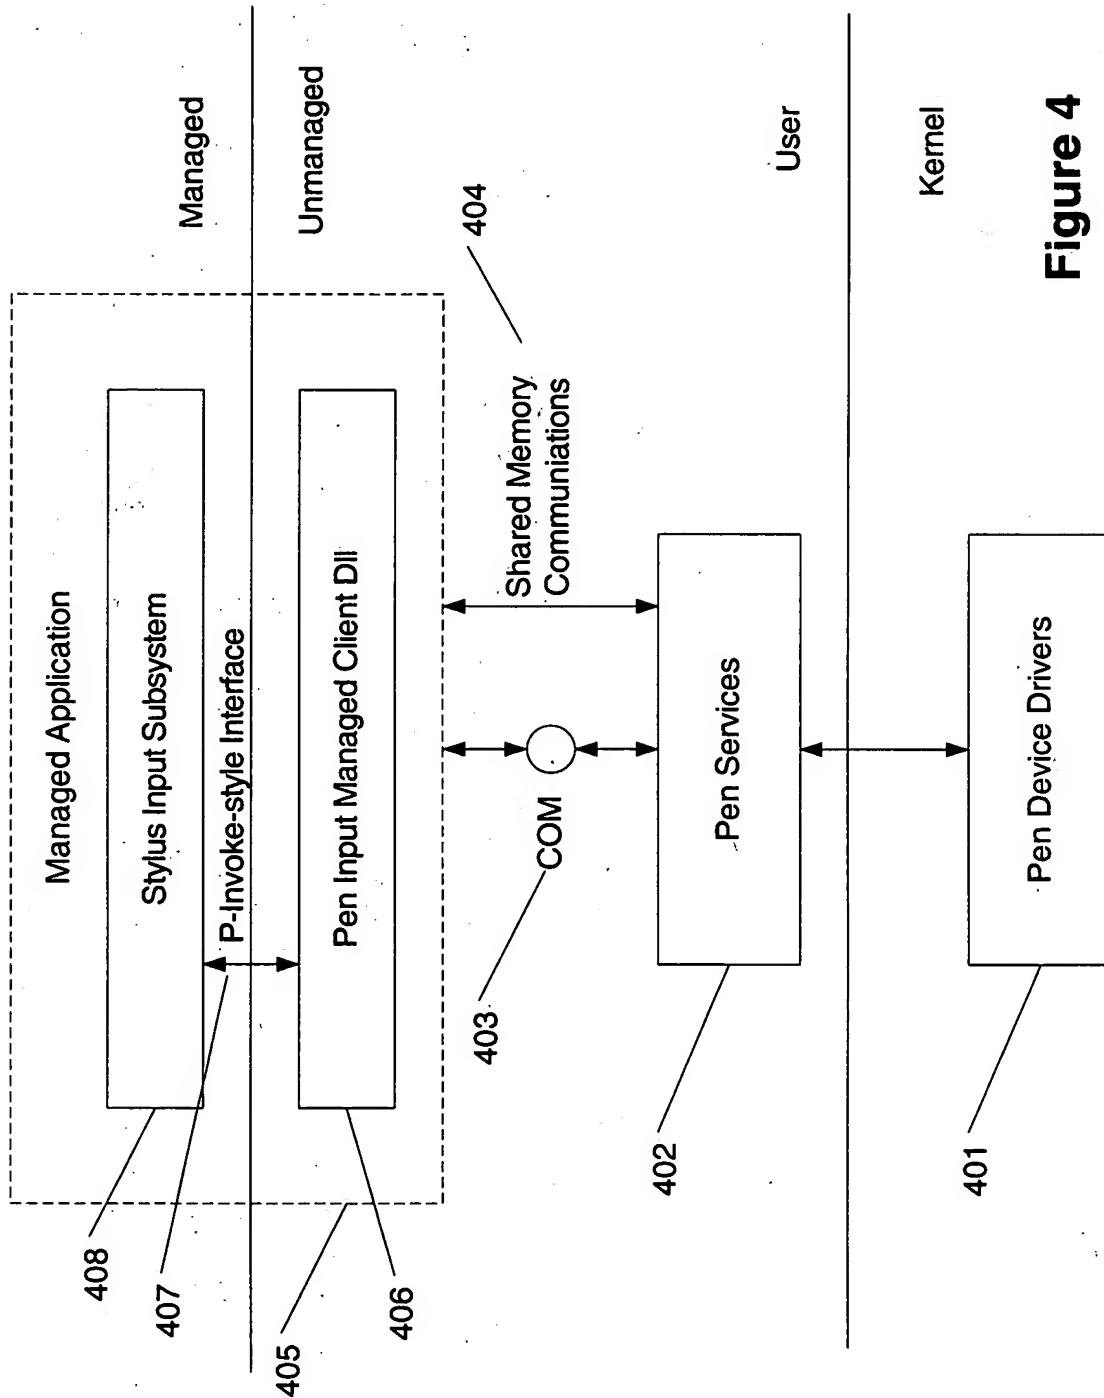 Managed Application
Managed
408
Stylus Input Subsystem
407
P-Invoke-style Interface
Unmanaged
405
406
Pen Input Managed Client Dll
404
403
COM
Shared Memory
Communiations
402
Pen Services
User
Kernel
401
Pen Device Drivers
Figure 4